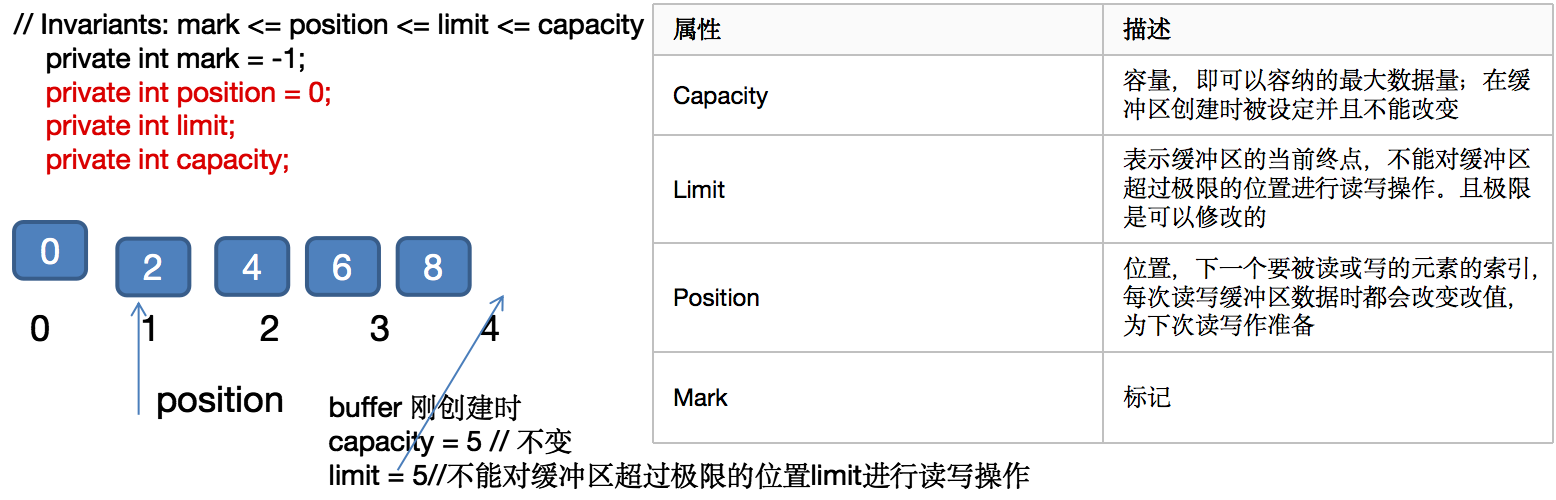 // Invariants: mark <= position <= limit <= capacity
private int mark = -1;
private int position = 0;
private int limit;
private int capacity;
0 2 4 6 8
0 1 2 3 4
position
buffer 刚创建时
capacity = 5 // 不变
limit = 5//不能对缓冲区超过极限的位置limit进行读写操作
属性 描述
Capacity
容量，即可以容纳的最大数据量；在缓
冲区创建时被设定并且不能改变
Limit
表示缓冲区的当前终点，不能对缓冲区
超过极限的位置进行读写操作。且极限
是可以修改的
Position
位置，下一个要被读或写的元素的索引，
每次读写缓冲区数据时都会改变改值，
为下次读写作准备
Mark
标记